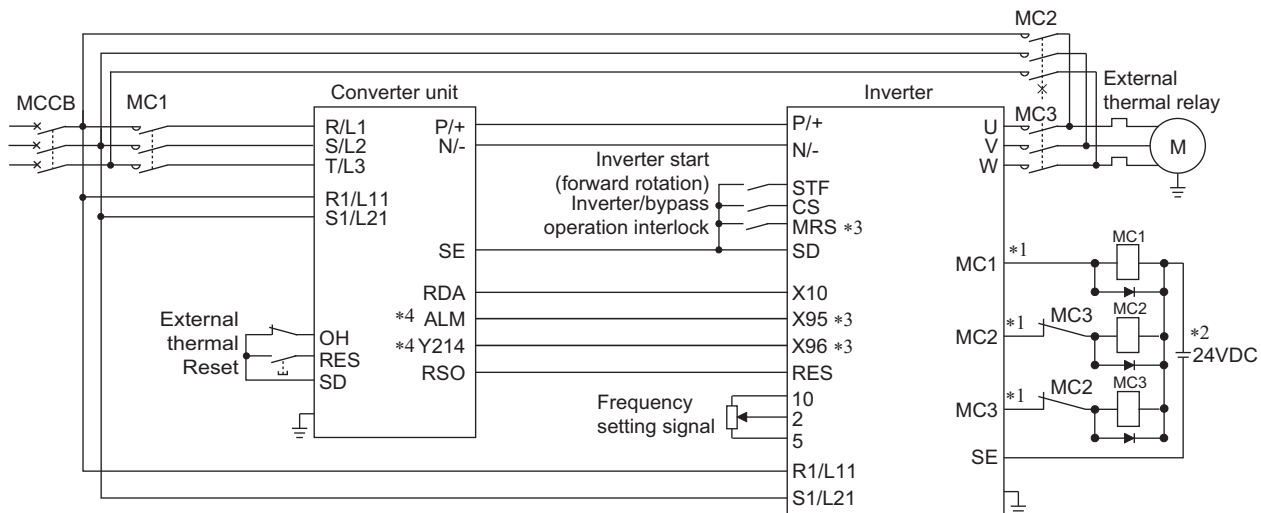 MC2
External
thermal relay
MCCB
MC1
Converter unit
Inverter
MC3
R/L1
S/L2
T/L3
P/+
N/-
P/+
N/-
U
V
W
M
R1/L11
S1/L21
Inverter start
(forward rotation)
Inverter/bypass
operation interlock
STF
CS
MRS *3
SD
SE
MC1
*1
MC1
RDA
X10
*4 ALM
X95 *3
*4 Y214
X96 *3
RSO
RES
External
thermal
Reset
OH
RES
SD
MC2
*1
MC3
MC2
*2
24VDC
Frequency
setting signal
10
2
5
MC3
*1
MC2
MC3
SE
R1/L11
S1/L21